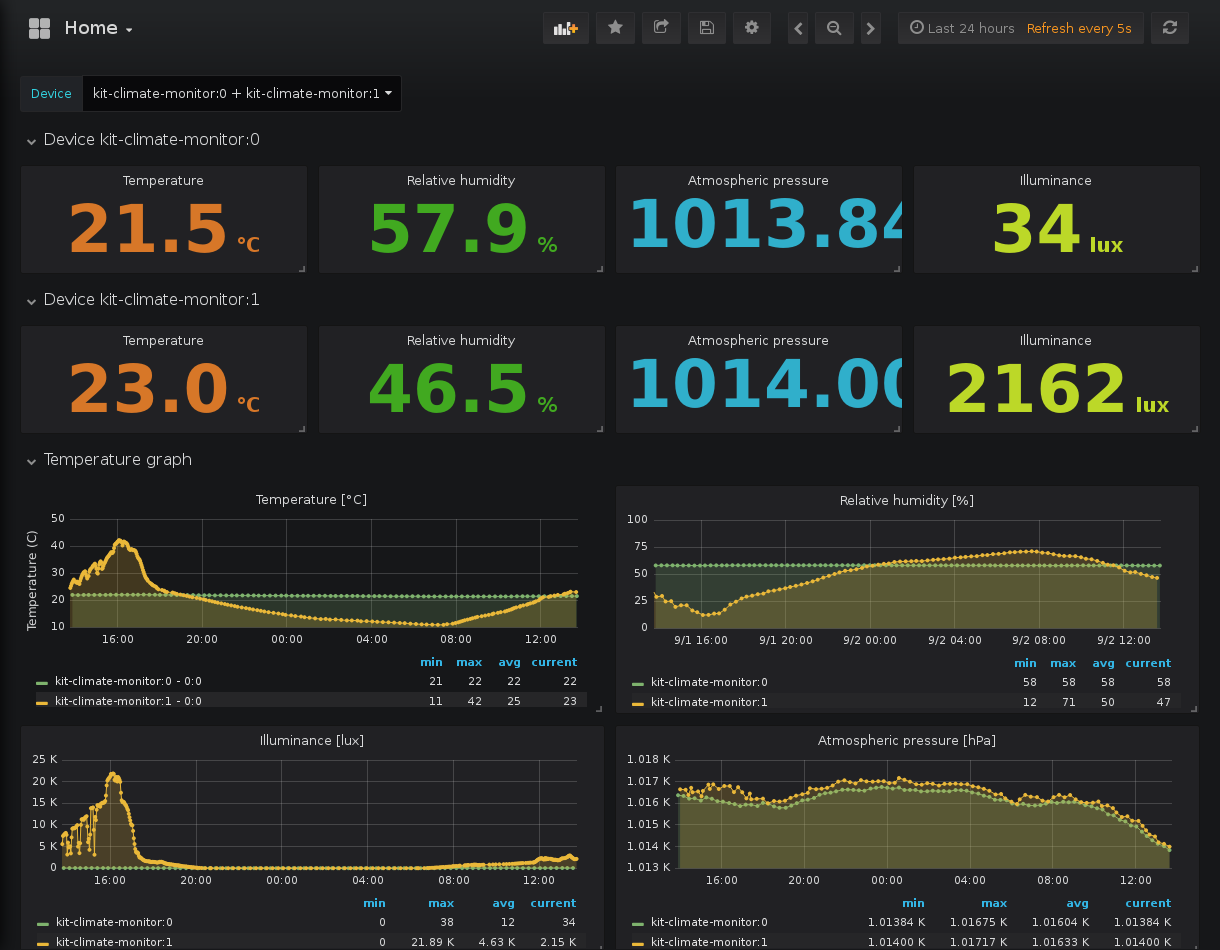 Home
Last 24 hours Refresh every 5s
Device kit-climate-monitor:0 + kit-climate-monitor:1
Device kit-climate-monitor:0
Temperature Relative humidity Atmospheric pressure Illuminance
21.5 °C 57.9 % 1013.84 34 lux
Device kit-climate-monitor:1
Temperature Relative humidity Atmospheric pressure Illuminance
23.0 °C 46.5 % 1014.00 2162 lux
Temperature graph
Temperature [°C]
Temperature (C)
50
40
30
20
10
16:00 20:00 00:00 04:00 08:00 12:00
min max avg current
kit-climate-monitor:0 - 0:0 21 22 22 22
kit-climate-monitor:1 - 0:0 11 42 25 23
Relative humidity [%]
100
75
50
25
0
9/1 16:00 9/1 20:00 9/2 00:00 9/2 04:00 9/2 08:00 9/2 12:00
min max avg current
kit-climate-monitor:0 58 58 58 58
kit-climate-monitor:1 12 71 50 47
Illuminance [lux]
25 K
20 K
15 K
10 K
5 K
0
16:00 20:00 00:00 04:00 08:00 12:00
min max avg current
kit-climate-monitor:0 0 38 12 34
kit-climate-monitor:1 0 21.89 K 4.63 K 2.15 K
Atmospheric pressure [hPa]
1.018 K
1.017 K
1.016 K
1.015 K
1.014 K
1.013 K
16:00 20:00 00:00 04:00 08:00 12:00
min max avg current
kit-climate-monitor:0 1.01384 K 1.01675 K 1.01604 K 1.01384 K
kit-climate-monitor:1 1.01400 K 1.01717 K 1.01633 K 1.01400 K